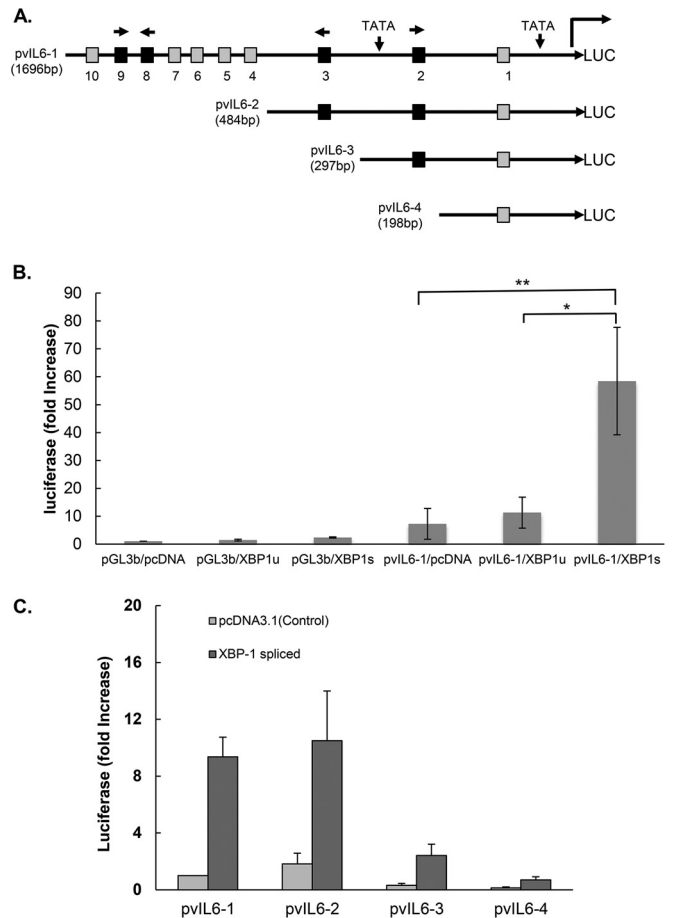 A.
TATA TATA
pvIL6-1
(1696bp)
LUC
10 9 8 7 6 5 4 3 2 1
pvIL6-2
(484bp)
LUC
pvIL6-3
(297bp)
LUC
pvIL6-4
(198bp)
LUC
B.
luciferase (fold Increase)
90
80
70
60
50
40
30
20
10
0
**
*
pGL3b/pcDNA pGL3b/XBP1u pGL3b/XBP1s pvIL6-1/pcDNA pvIL6-1/XBP1u pvIL6-1/XBP1s
C.
Luciferase (fold Increase)
20
16
12
8
4
0
pcDNA3.1(Control)
XBP-1 spliced
pvIL6-1 pvIL6-2 pvIL6-3 pvIL6-4